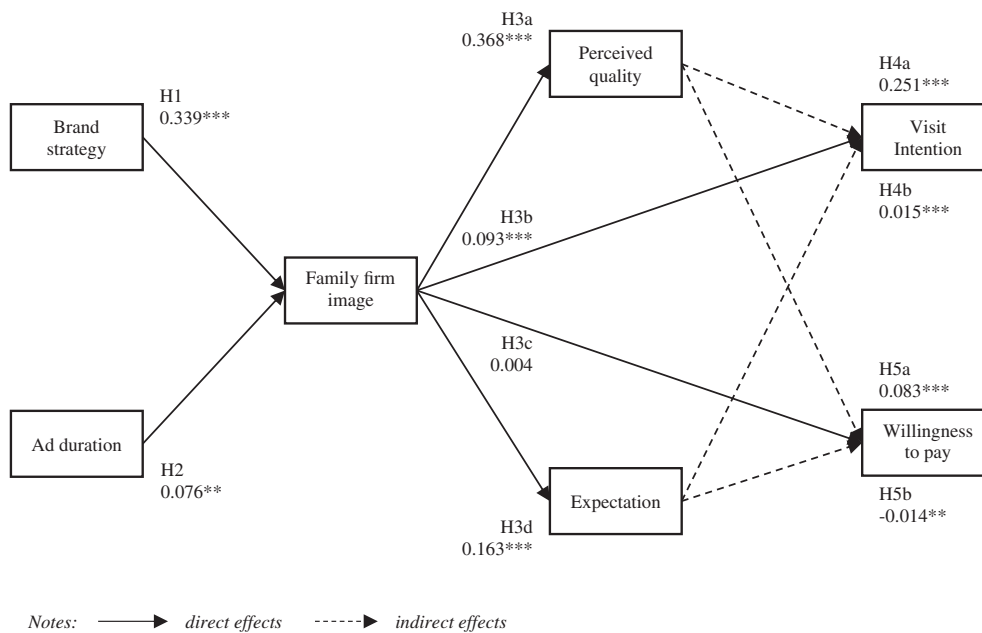 H3a
0.368***
Perceived
quality
H4a
0.251***
H1
0.339***
Brand
strategy
Visit
Intention
H4b
0.015***
H3b
0.093***
Family firm
image
H3c
0.004
H5a
0.083***
Ad duration
Willingness
to pay
H2
0.076**
Expectation
H5b
-0.014**
H3d
0.163***
Notes: direct effects indirect effects